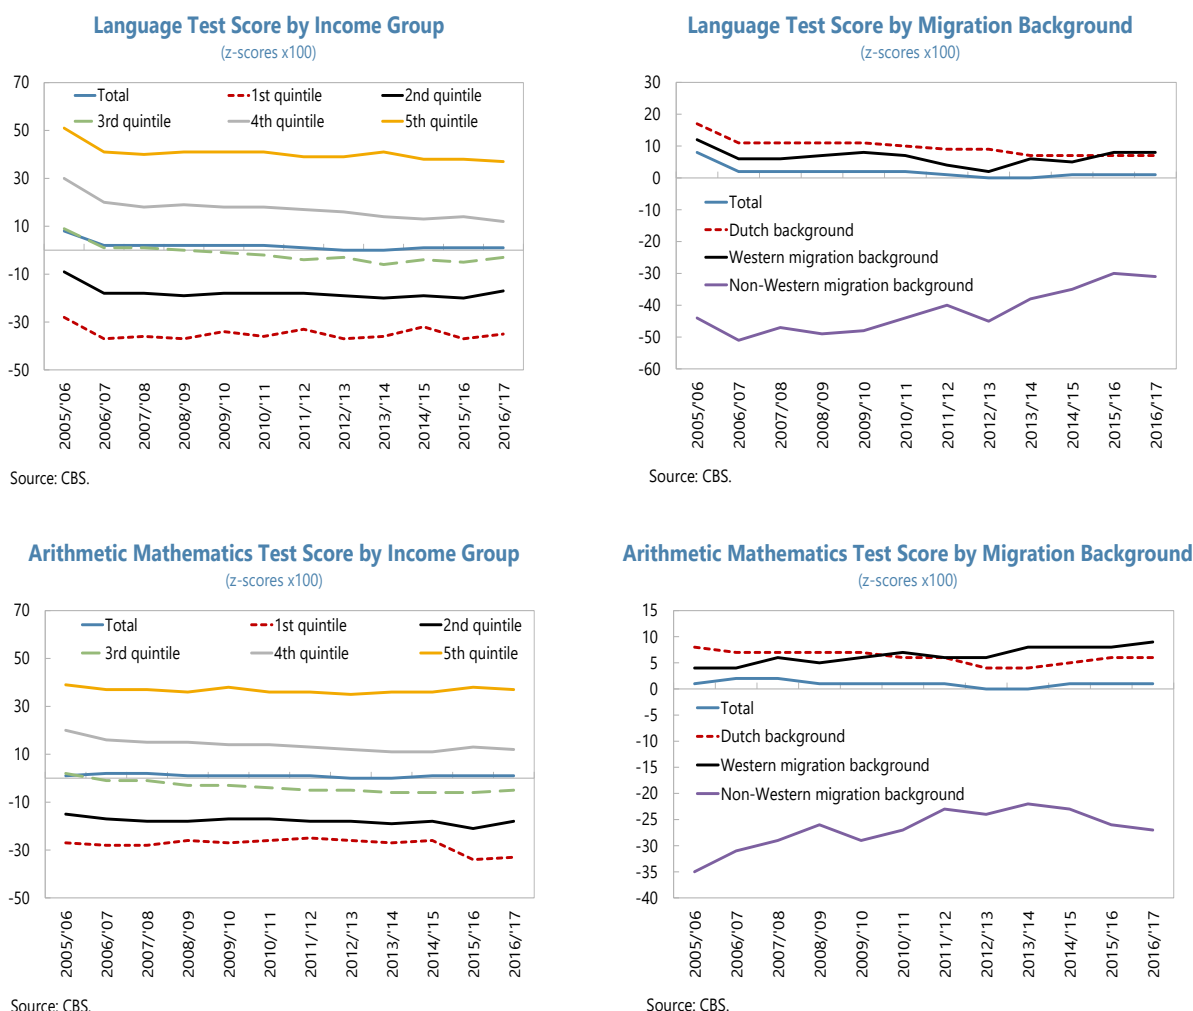 Language Test Score by Income Group
(z-scores x100)
70
50
30
10
-10
-30
-50
Total
1st quintile
2nd quintile
3rd quintile
4th quintile
5th quintile
2005/'06
2006/'07
2007/'08
2008/'09
2009/'10
2010/'11
2011/'12
2012/'13
2013/'14
2014/'15
2015/'16
2016/'17
Source: CBS.
Language Test Score by Migration Background
(z-scores x100)
30
20
10
0
-10
-20
-30
-40
-50
-60
Total
Dutch background
Western migration background
Non-Western migration background
2005/'06
2006/'07
2007/'08
2008/'09
2009/'10
2010/'11
2011/'12
2012/'13
2013/'14
2014/'15
2015/'16
2016/'17
Source: CBS.
Arithmetic Mathematics Test Score by Income Group
(z-scores x100)
70
50
30
10
-10
-30
-50
Total
1st quintile
2nd quintile
3rd quintile
4th quintile
5th quintile
2005/'06
2006/'07
2007/'08
2008/'09
2009/'10
2010/'11
2011/'12
2012/'13
2013/'14
2014/'15
2015/'16
2016/'17
Source: CBS.
Arithmetic Mathematics Test Score by Migration Background
(z-scores x100)
15
10
5
0
-5
-10
-15
-20
-25
-30
-35
-40
Total
Dutch background
Western migration background
Non-Western migration background
2005/'06
2006/'07
2007/'08
2008/'09
2009/'10
2010/'11
2011/'12
2012/'13
2013/'14
2014/'15
2015/'16
2016/'17
Source: CBS.